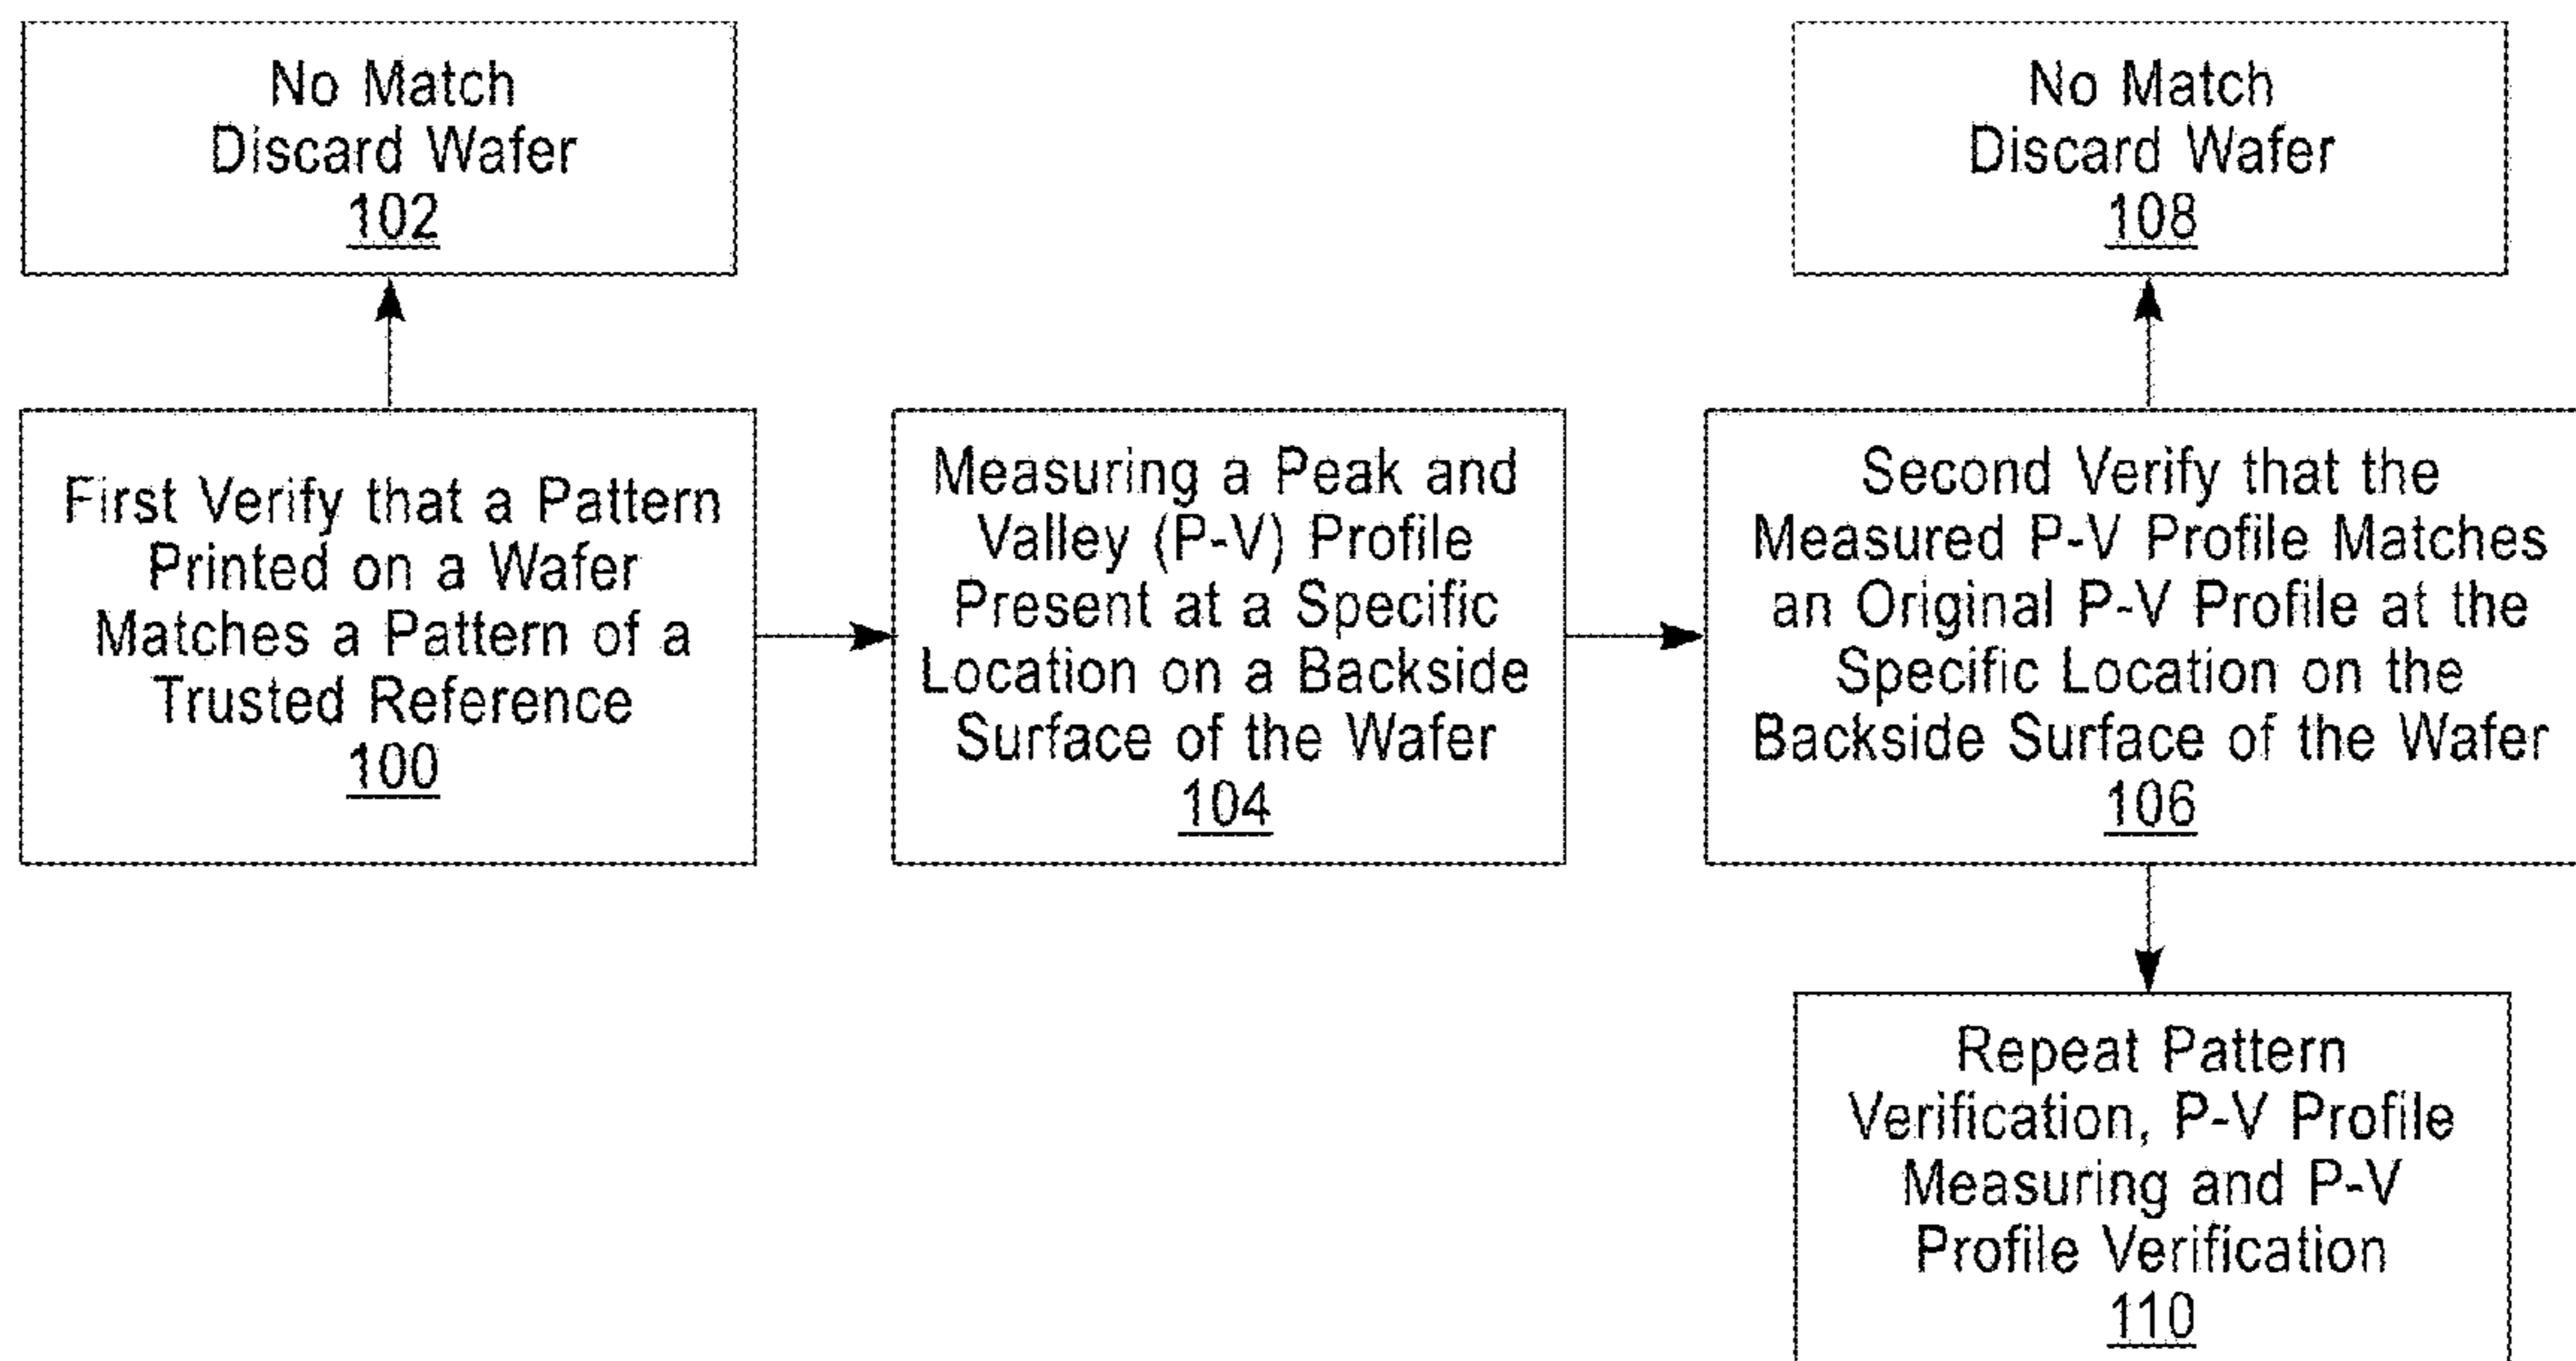 No Match
Discard Wafer
102
No Match
Discard Wafer
108
First Verify that a Pattern
Printed on a Wafer
Matches a Pattern of a
Trusted Reference
100
Measuring a Peak and
Valley (P-V) Profile
Present at a Specific
Location on a Backside
Surface of the Wafer
104
Second Verify that the
Measured P-V Profile Matches
an Original P-V Profile at the
Specific Location on the
Backside Surface of the Wafer
106
Repeat Pattern
Verification, P-V Profile
Measuring and P-V
Profile Verification
110